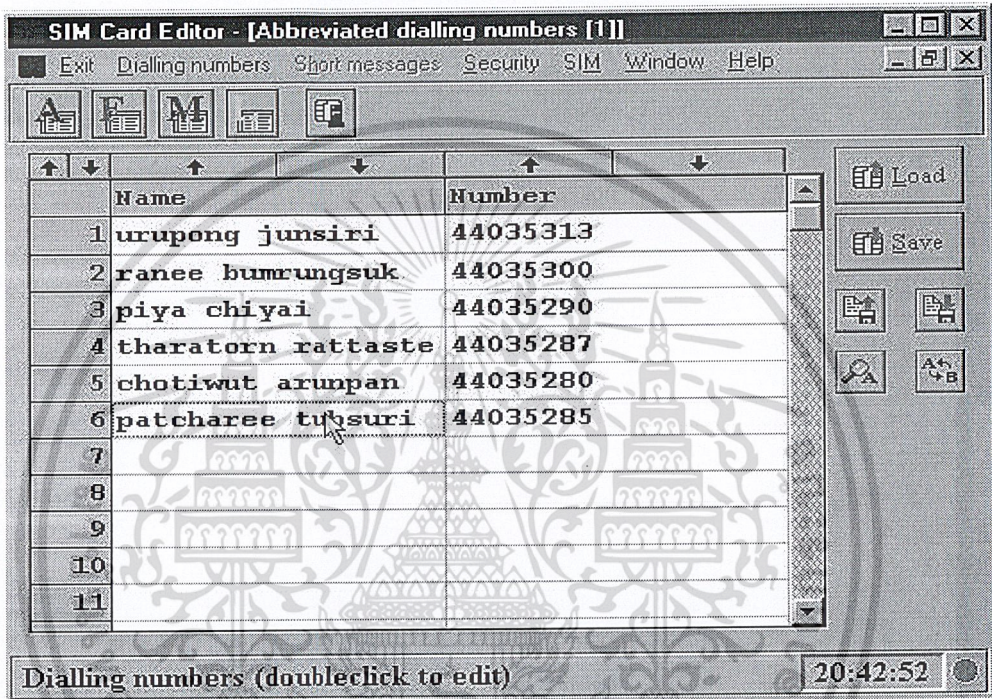 SIM Card Editor - [Abbreviated dialling numbers [1]]
Exit Dialling numbers Short messages Security SIM Window Help
A F M
Name Number
1 urupong junsiri 44035313
2 ranee bumrungsuk 44035300
3 piya chiyai 44035290
4 tharatorn rattaste 44035287
5 chotiwut arunpan 44035280
6 patcharee suri 44035285
7
8
9
10
11
Load
Save
A
A B
Dialling numbers (doubleclick to edit) 20:42:52